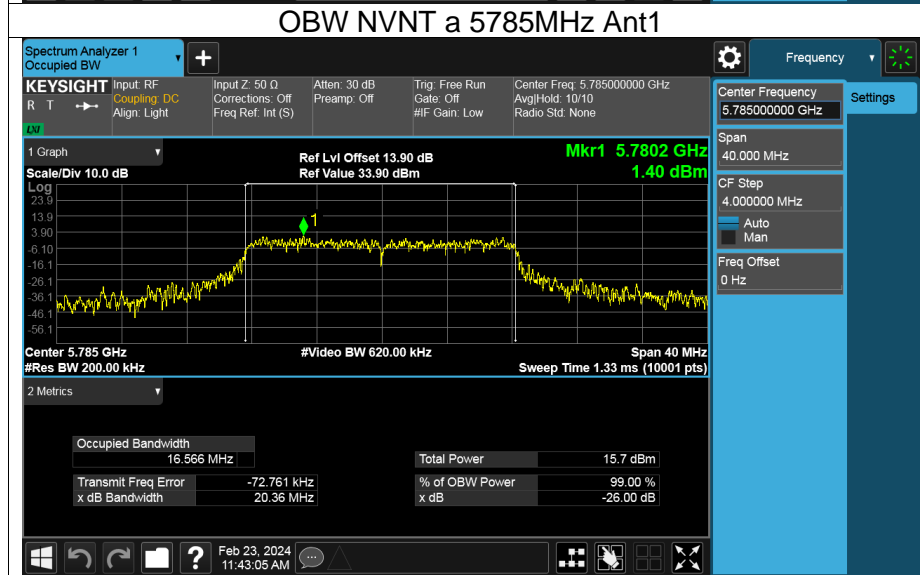 OBW NVNT a 5785MHz Ant1
Spectrum Analyzer 1
Occupied BW
+
Frequency
KEYSIGHT
R T
LXI
Input: RF
Coupling: DC
Align: Light
Input Z: 50 Ω
Corrections: Off
Freq Ref: Int (S)
Atten: 30 dB
Preamp: Off
Trig: Free Run
Gate: Off
#IF Gain: Low
Center Freq: 5.785000000 GHz
Avg|Hold: 10/10
Radio Std: None
Center Frequency
5.785000000 GHz
Settings
Span
40.000 MHz
CF Step
4.000000 MHz
Auto
Man
Freq Offset
0 Hz
1 Graph
Scale/Div 10.0 dB
Ref Lvl Offset 13.90 dB
Ref Value 33.90 dBm
Mkr1 5.7802 GHz
1.40 dBm
Log
23.9
13.9
3.90
-6.10
-16.1
-26.1
-36.1
-46.1
-56.1
1
Center 5.785 GHz
#Res BW 200.00 kHz
#Video BW 620.00 kHz
Span 40 MHz
Sweep Time 1.33 ms (10001 pts)
2 Metrics
Occupied Bandwidth
16.566 MHz
Total Power 15.7 dBm
Transmit Freq Error -72.761 kHz
% of OBW Power 99.00 %
x dB Bandwidth 20.36 MHz
x dB -26.00 dB
?
Feb 23, 2024
11:43:05 AM